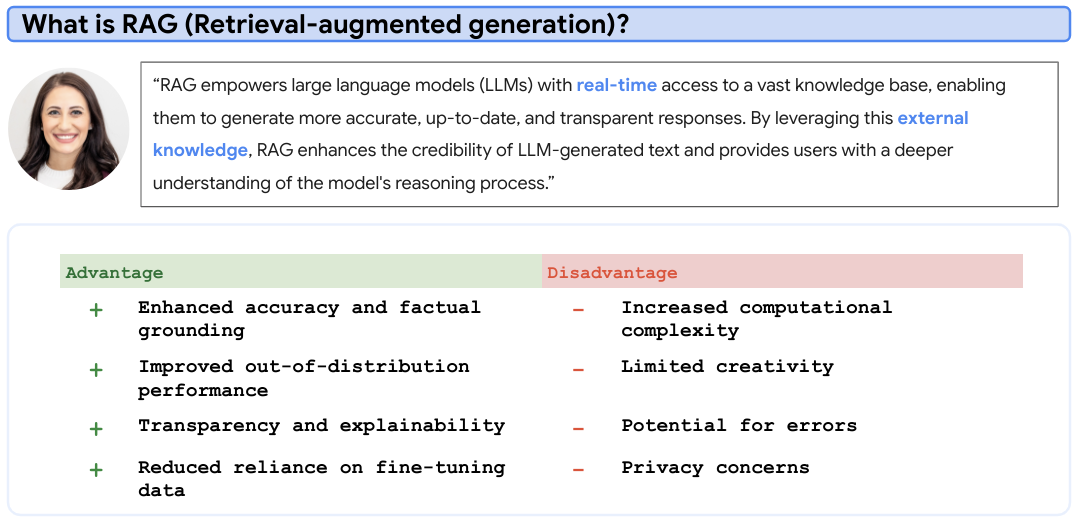 What is RAG (Retrieval-augmented generation)?
“RAG empowers large language models (LLMs) with real-time access to a vast knowledge base, enabling
them to generate more accurate, up-to-date, and transparent responses. By leveraging this external
knowledge, RAG enhances the credibility of LLM-generated text and provides users with a deeper
understanding of the model's reasoning process.”
Advantage
+ Enhanced accuracy and factual
grounding
+ Improved out-of-distribution
performance
+ Transparency and explainability
+ Reduced reliance on fine-tuning
data
Disadvantage
- Increased computational
complexity
- Limited creativity
- Potential for errors
- Privacy concerns